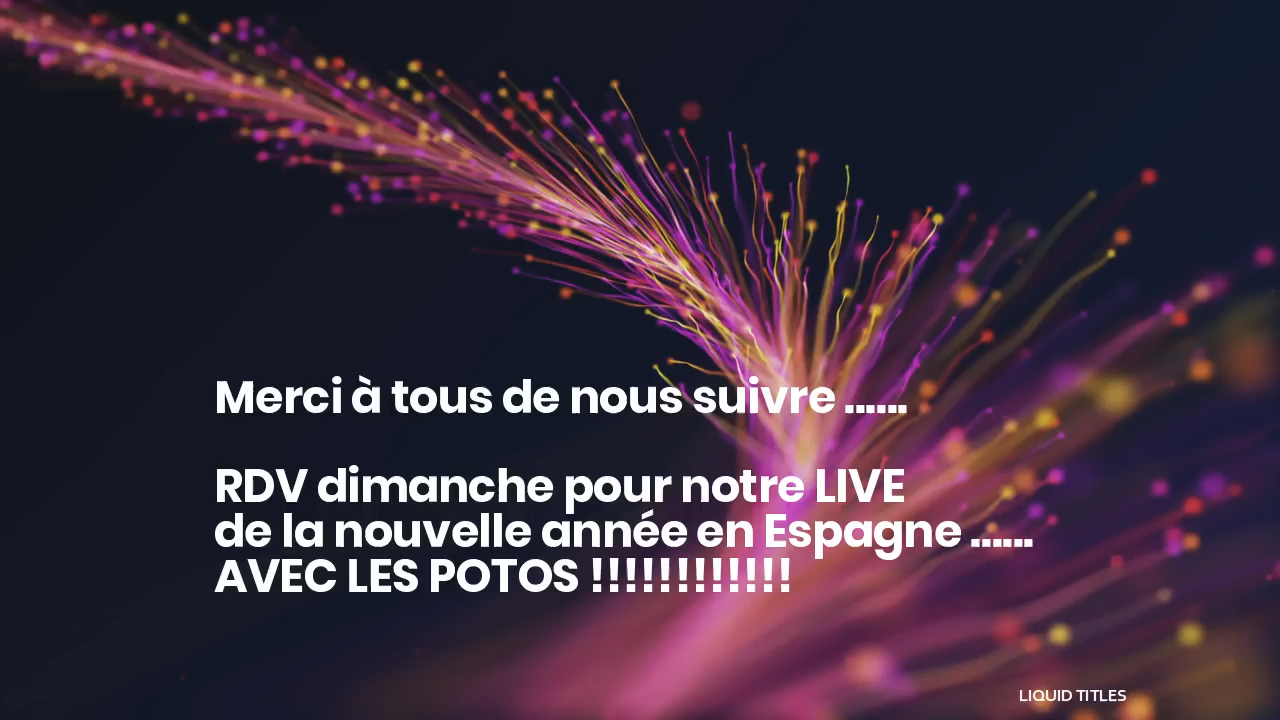 Merci à tous de nous suivre ......
RDV dimanche pour notre LIVE
de la nouvelle année en Espagne ......
AVEC LES POTOS !!!!!!!!!!!!
LIQUID TITLES